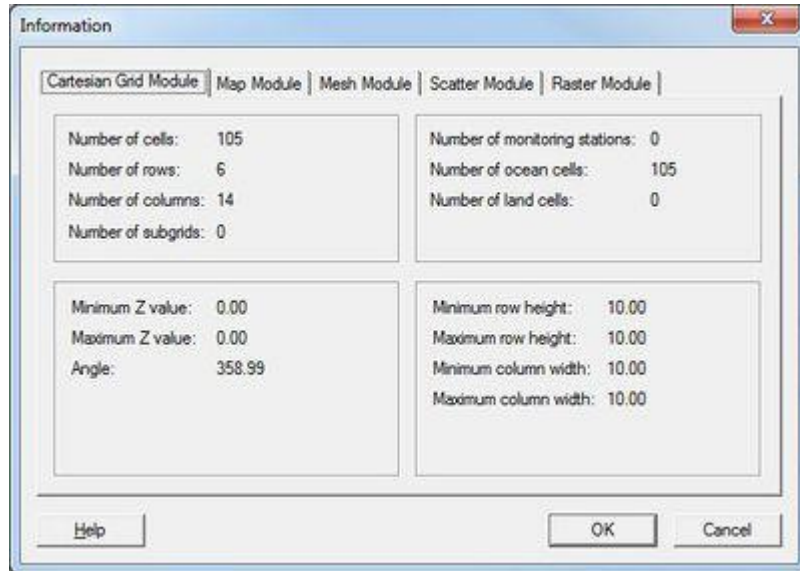 Information
Cartesian Grid Module Map Module Mesh Module Scatter Module Raster Module
Number of cells: 105
Number of rows: 6
Number of columns: 14
Number of subgrids: 0
Number of monitoring stations: 0
Number of ocean cells: 105
Number of land cells: 0
Minimum Z value: 0.00
Maximum Z value: 0.00
Angle: 358.99
Minimum row height: 10.00
Maximum row height: 10.00
Minimum column width: 10.00
Maximum column width: 10.00
Help OK Cancel